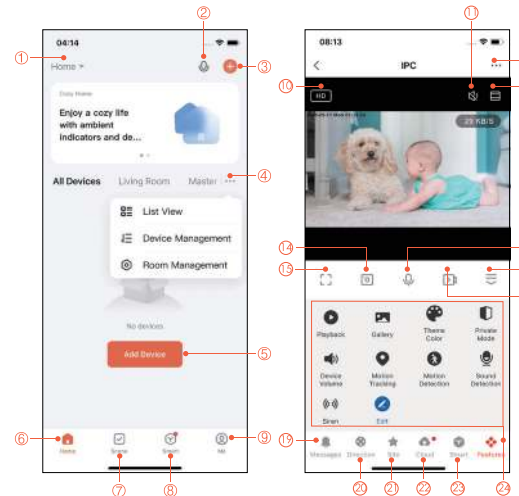 ②
⑪
04:14
08:13
①
Home
③
IPC
⑩
HD
Cozy Home
Enjoy a cozy life
with ambient
indicators and de...
29 KB/S
All Devices Living Room Master
④
List View
Device Management
Room Management
⑭
⑮
No devices
Add Device
⑤
Playback Gallery Theme Color Private Mode
Device Volume Motion Tracking Motion Detection Sound Detection
Siren Edit
⑥
⑨
⑲
Home Scene Smart Me
Messages Direction Site Cloud Smart Features
⑦
⑧
⑳
㉑
㉒
㉓
㉔